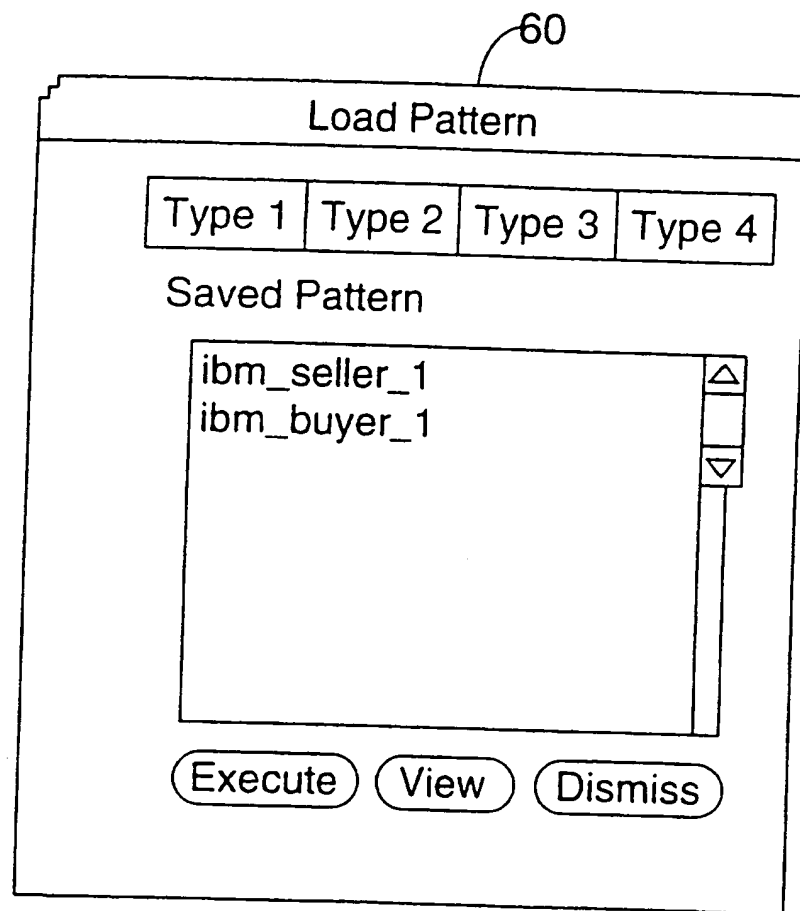 60
Load Pattern
Type 1 Type 2 Type 3 Type 4
Saved Pattern
ibm_seller_1
ibm_buyer_1
Execute View Dismiss